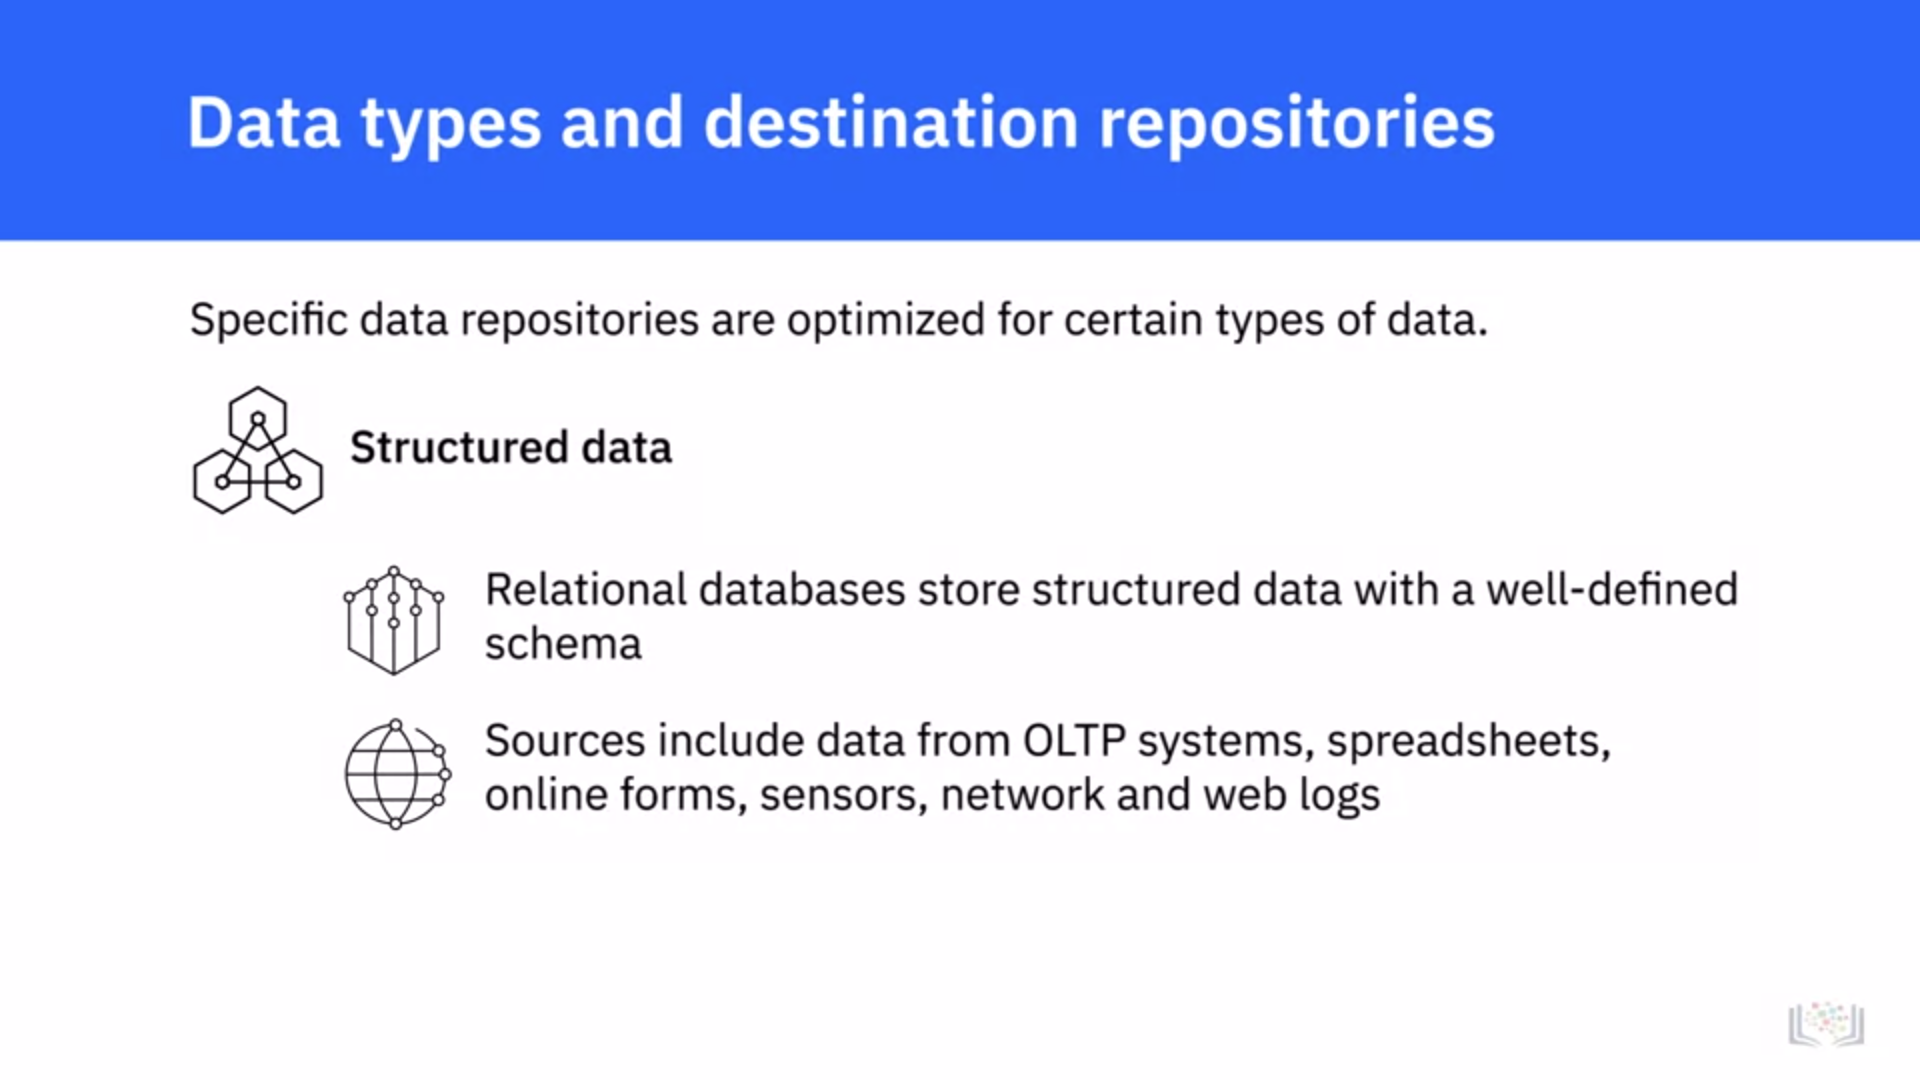 Data types and destination repositories
Specific data repositories are optimized for certain types of data.
Structured data
Relational databases store structured data with a well-defined
schema
Sources include data from OLTP systems, spreadsheets,
online forms, sensors, network and web logs